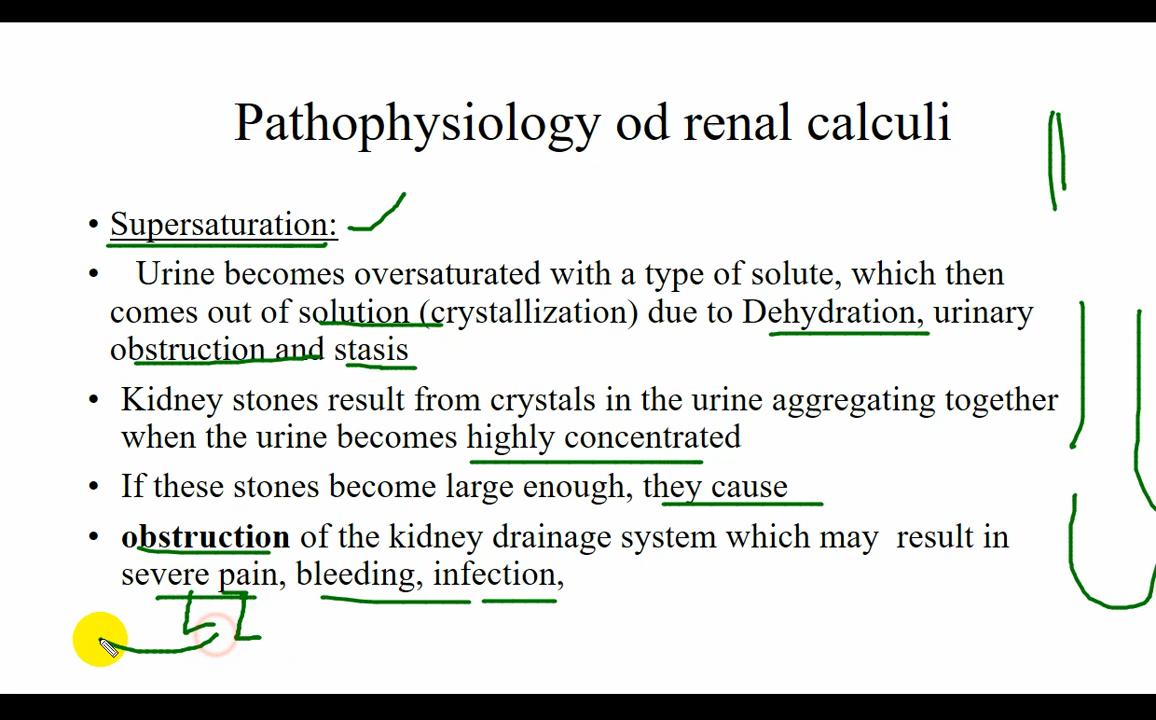 Pathophysiology od renal calculi
• Supersaturation:
• Urine becomes oversaturated with a type of solute, which then
comes out of solution (crystallization) due to Dehydration, urinary
obstruction and stasis
• Kidney stones result from crystals in the urine aggregating together
when the urine becomes highly concentrated
• If these stones become large enough, they cause
• obstruction of the kidney drainage system which may result in
severe pain, bleeding, infection,